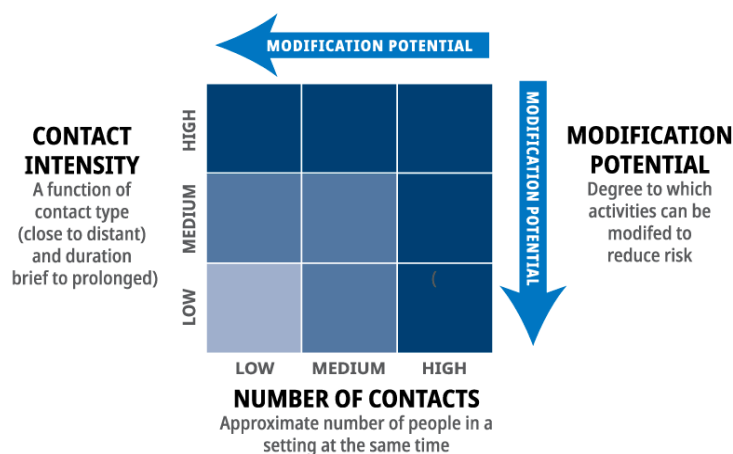 MODIFICATION POTENTIAL
CONTACT
INTENSITY
A function of
contact type
(close to distant)
and duration
brief to prolonged)
HIGH
MEDIUM
LOW
(
MODIFICATION POTENTIAL
MODIFICATION
POTENTIAL
Degree to which
activities can be
modifed to
reduce risk
LOW MEDIUM HIGH
NUMBER OF CONTACTS
Approximate number of people in a
setting at the same time